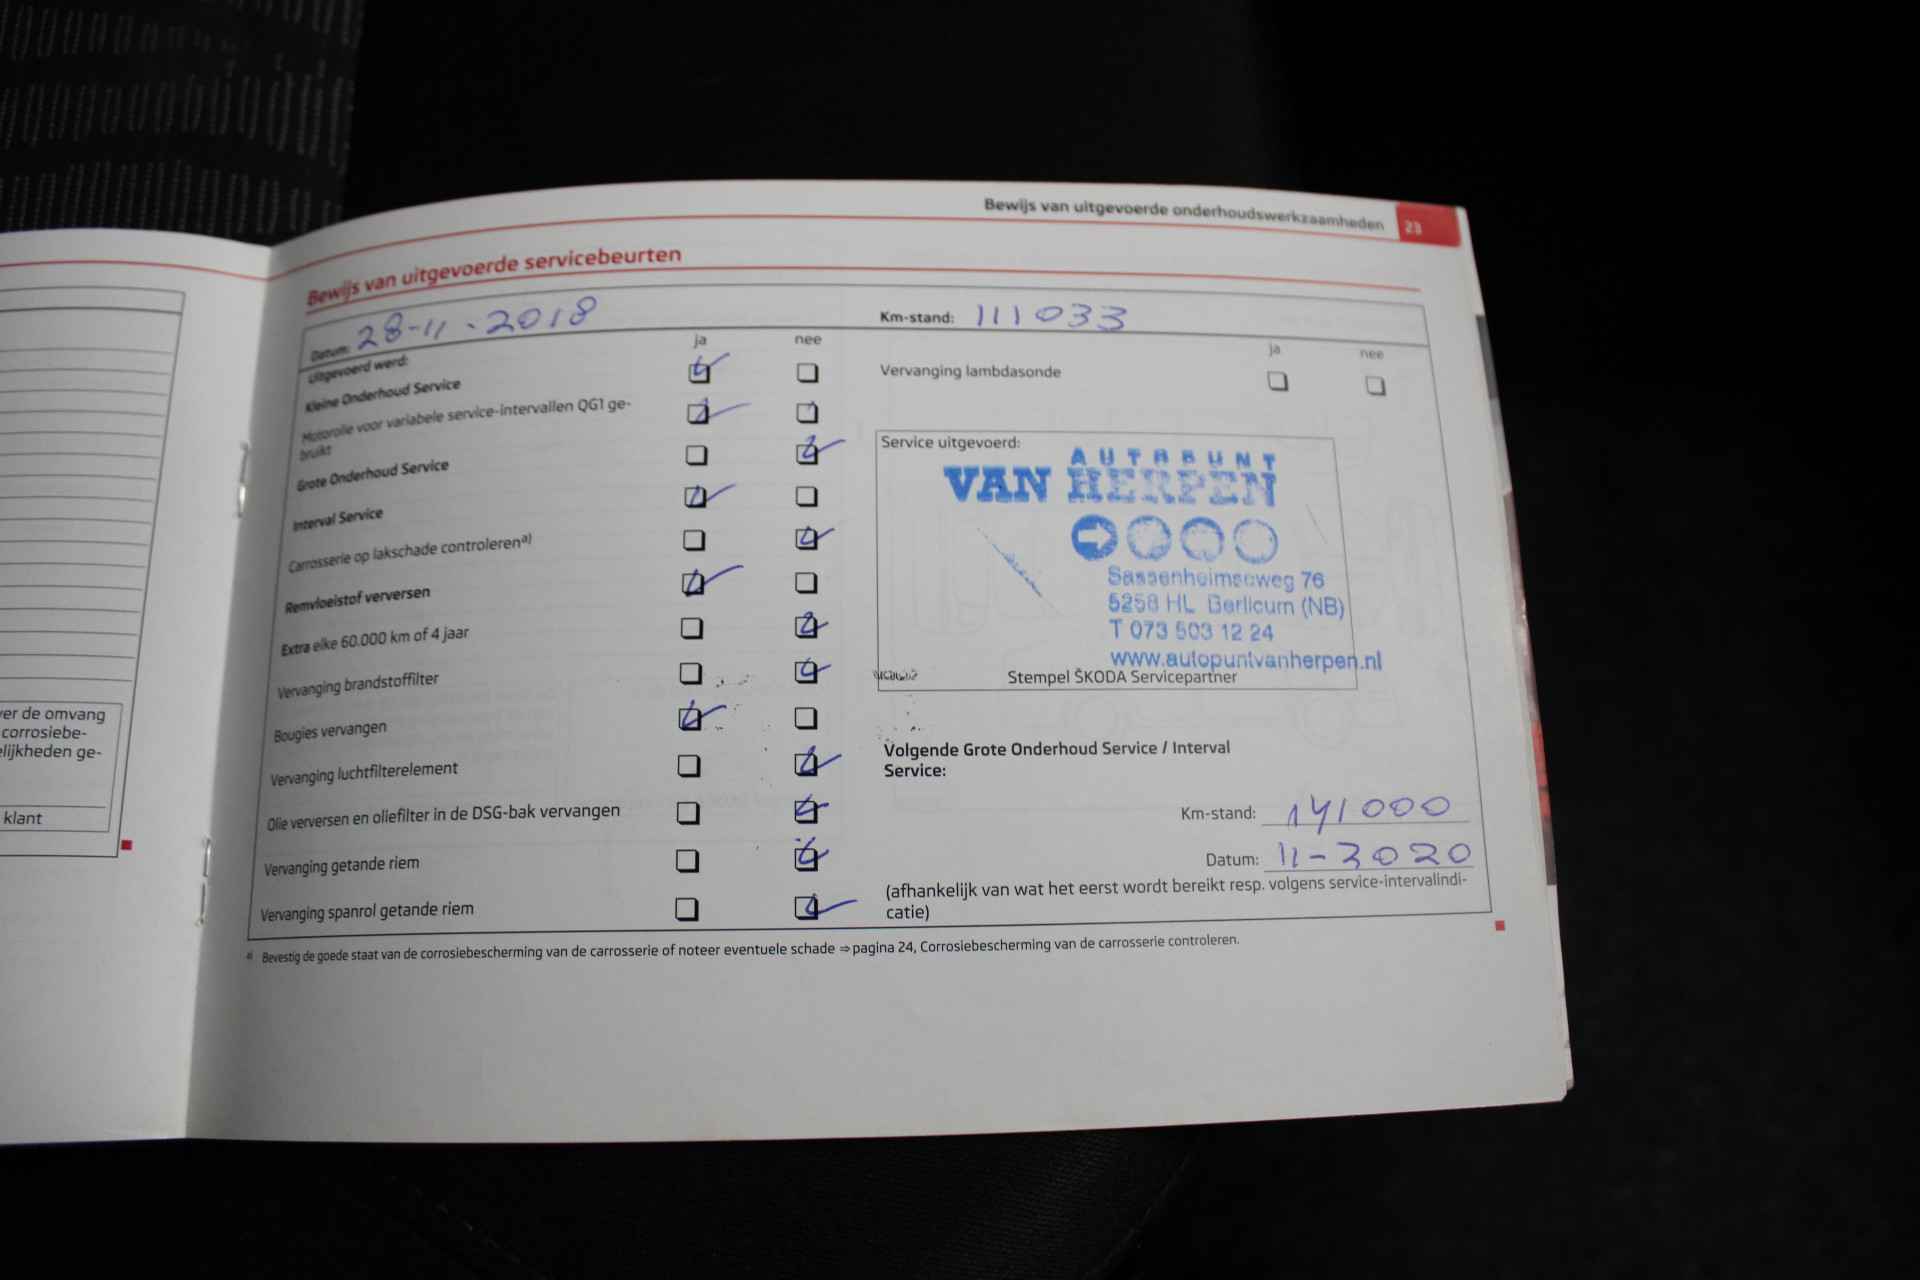 Bewijs van uitgevoerde onderhoudswerkzaamheden 23
Bewijs van uitgevoerde servicebeurten
Datum: 28-11-2018
Km-stand: 111033
Uitgevoerd werd:
ja nee
Kleine Onderhoud Service
Motorolie voor variabele service-intervallen QG1 ge-
bruikt
Grote Onderhoud Service
Interval Service
Carrosserie op lakschade controleren a)
Remvloeistof verversen
Extra elke 60.000 km of 4 jaar
Vervanging brandstoffilter
Bougies vervangen
Vervanging luchtfilterelement
Olie verversen en oliefilter in de DSG-bak vervangen
Vervanging getande riem
Vervanging spanrol getande riem
ja nee
Vervanging lambdasonde
Service uitgevoerd:
AUTOPUNT
VAN HERPEN
Sassenheimseweg 76
5258 HL Berlicum (NB)
T 073 503 12 24
www.autopuntvanherpen.nl
Stempel ŠKODA Servicepartner
Volgende Grote Onderhoud Service / Interval
Service:
Km-stand: 141000
Datum: 11-2020
(afhankelijk van wat het eerst wordt bereikt resp. volgens service-intervalindi-
catie)
a) Bevestig de goede staat van de corrosiebescherming van de carrosserie of noteer eventuele schade ⇒ pagina 24, Corrosiebescherming van de carrosserie controleren.
de omvang
corrosiebe-
ge-
klant